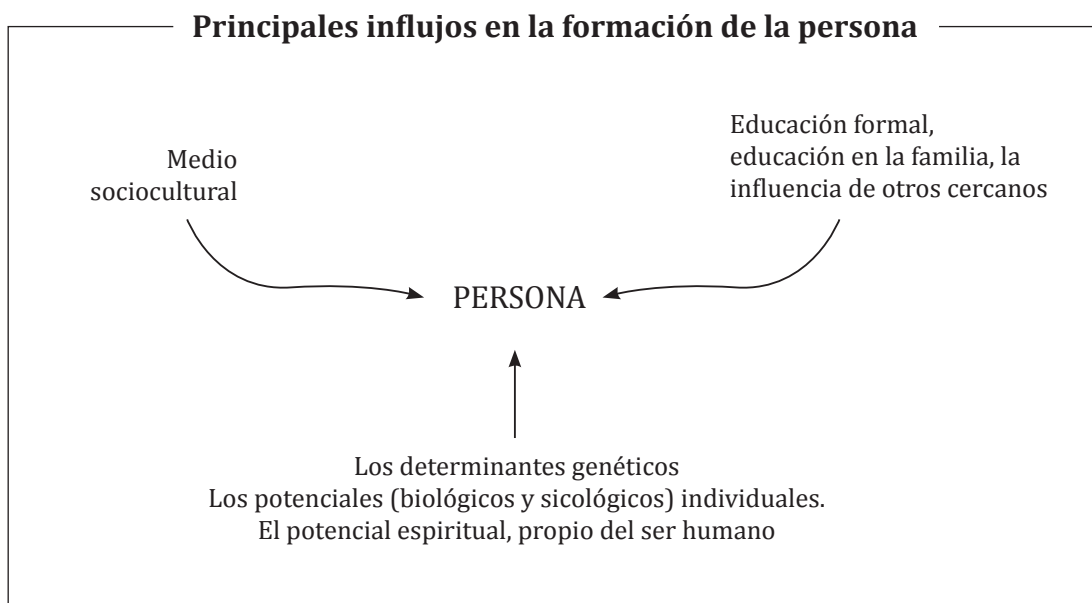 Principales influjos en la formación de la persona
Medio
sociocultural
Educación formal,
educación en la familia, la
influencia de otros cercanos
PERSONA
Los determinantes genéticos
Los potenciales (biológicos y sicológicos) individuales.
El potencial espiritual, propio del ser humano